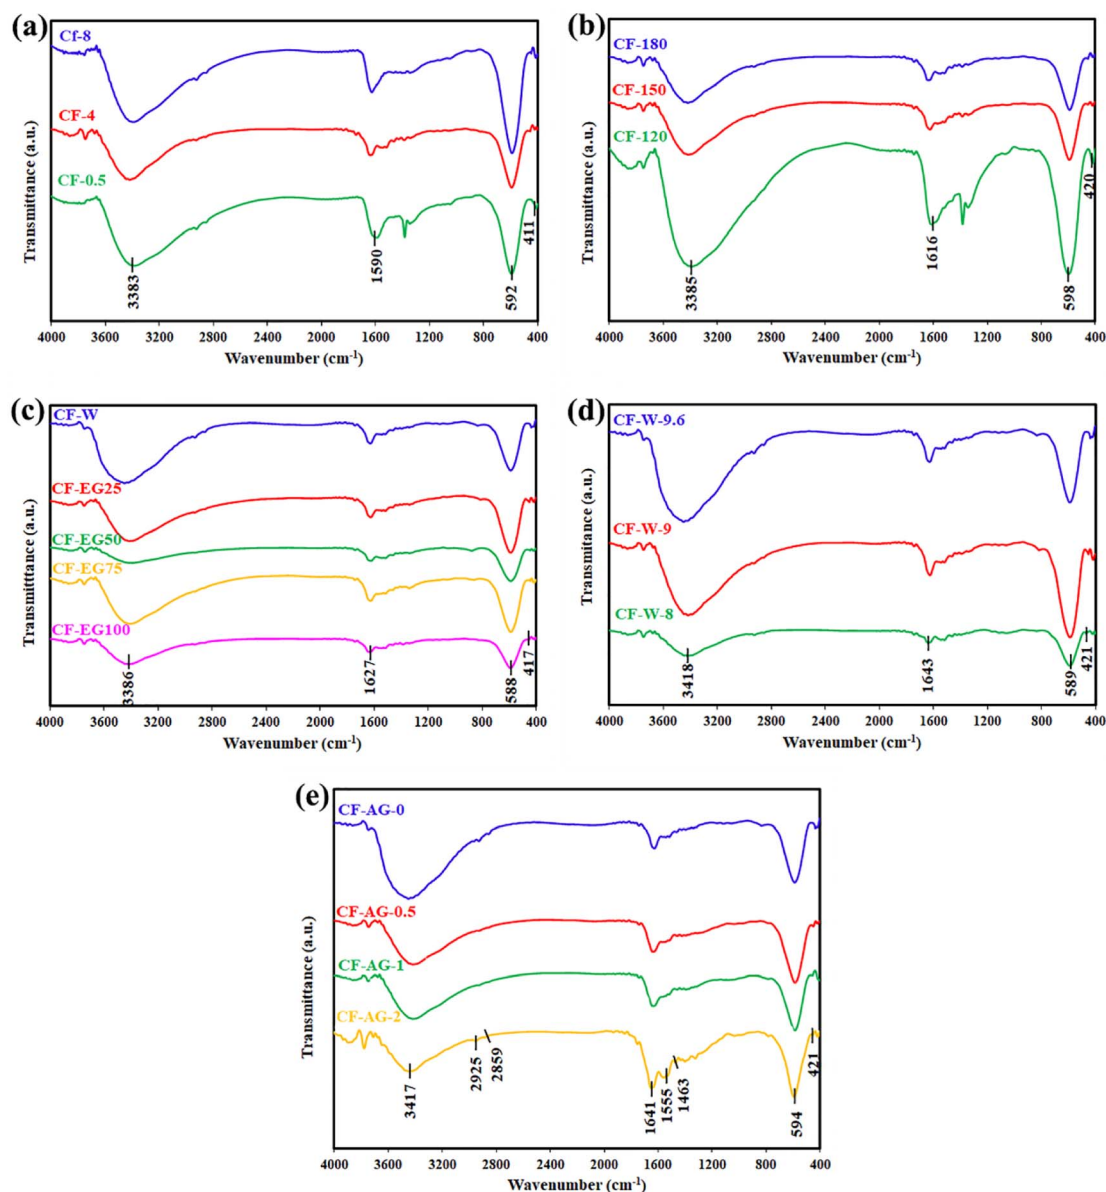 (a)
Cf-8
CF-4
CF-0.5
3383
1590
592
411
Transmittance (a.u.)
4000 3600 3200 2800 2400 2000 1600 1200 800 400
Wavenumber (cm-1)
(b)
CF-180
CF-150
CF-120
3385
1616
598
420
Transmittance (a.u.)
4000 3600 3200 2800 2400 2000 1600 1200 800 400
Wavenumber (cm-1)
(c)
CF-W
CF-EG25
CF-EG50
CF-EG75
CF-EG100
3386
1627
588
417
Transmittance (a.u.)
4000 3600 3200 2800 2400 2000 1600 1200 800 400
Wavenumber (cm-1)
(d)
CF-W-9.6
CF-W-9
CF-W-8
3418
1643
589
421
Transmitance (a.u.)
4000 3600 3200 2800 2400 2000 1600 1200 800 400
Wavenumber (cm-1)
(e)
CF-AG-0
CF-AG-0.5
CF-AG-1
CF-AG-2
3417
2925
2859
1641
1555
1463
594
421
Transmittance (a.u.)
4000 3600 3200 2800 2400 2000 1600 1200 800 400
Wavenumber (cm-1)